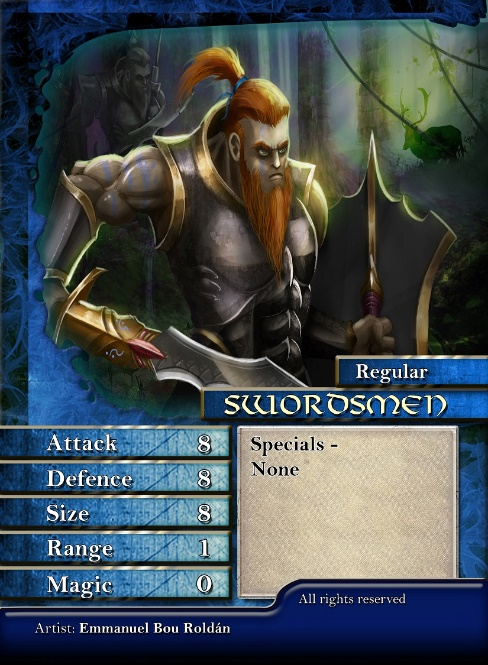 Regular
SWORDSMEN
Attack 8
Defence 8
Size 8
Range 1
Magic 0
Specials -
None
All rights reserved
Artist: Emmanuel Bou Roldán